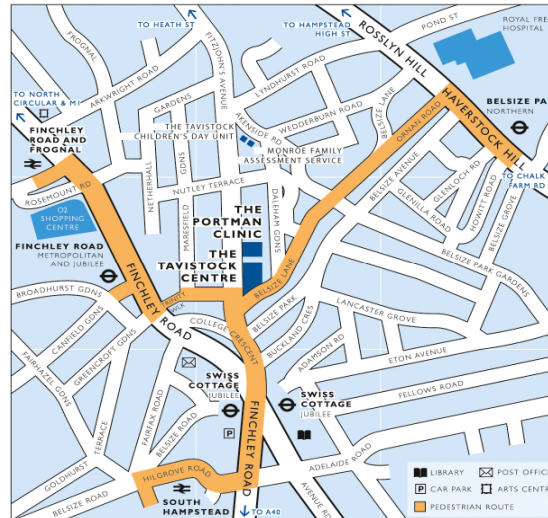 TO HEATH ST
TO HAMPSTEAD
HIGH ST
POND ST
ROYAL FRE
HOSPITAL
FROGNAL
FITZJOHN'S AVENUE
ROSSLYN HILL
LYNDHURST ROAD
ARKWRIGHT ROAD
TO NORTH
CIRCULAR & M1
GARDENS
WEDDERBURN ROAD
BELSIZE LANE
ORNAN ROAD
HAVERSTOCK HILL
BELSIZE PA
NORTHERN
FINCHLEY
ROAD AND
FROGNAL
THE TAVISTOCK
CHILDREN'S DAY UNIT
AKENSIDE RD
MONROE FAMILY
ASSESSMENT SERVICE
TO CHALK
FARM RD
ROSEMOUNT RD
NETHERHALL
GDNS
MARESFIELD
NUTLEY TERRACE
DALEHAM GDNS
BELSIZE AVENUE
GLENLOCH RD
GLENILLA ROAD
HOWITT ROAD
BELSIZE GROVE
O2
SHOPPING
CENTRE
THE
PORTMAN
CLINIC
THE
TAVISTOCK
CENTRE
FINCHLEY ROAD
METROPOLITAN
AND JUBILEE
BELSIZE PARK GARDENS
BROADHURST GDNS
FINCHLEY ROAD
TRINITY
WLK
BELSIZE LANE
COLLEGE CRESCENT
BELSIZE PARK
BUCKLAND CRES
LANCASTER GROVE
ADAMSON RD
ETON AVENUE
CANFIELD GDNS
GREENCROFT GDNS
FAIRHAZEL GDNS
SWISS
COTTAGE
JUBILEE
SWISS
COTTAGE
JUBILEE
FELLOWS ROAD
FAIRFAX ROAD
BELSIZE ROAD
P
FINCHLEY ROAD
GOLDHURST
TERRACE
HILGROVE ROAD
ADELAIDE ROAD
BELSIZE ROAD
SOUTH
HAMPSTEAD
TO A40
AVENUE RD
LIBRARY
POST OFFIC
P CAR PARK
ARTS CENTR
PEDESTRIAN ROUTE